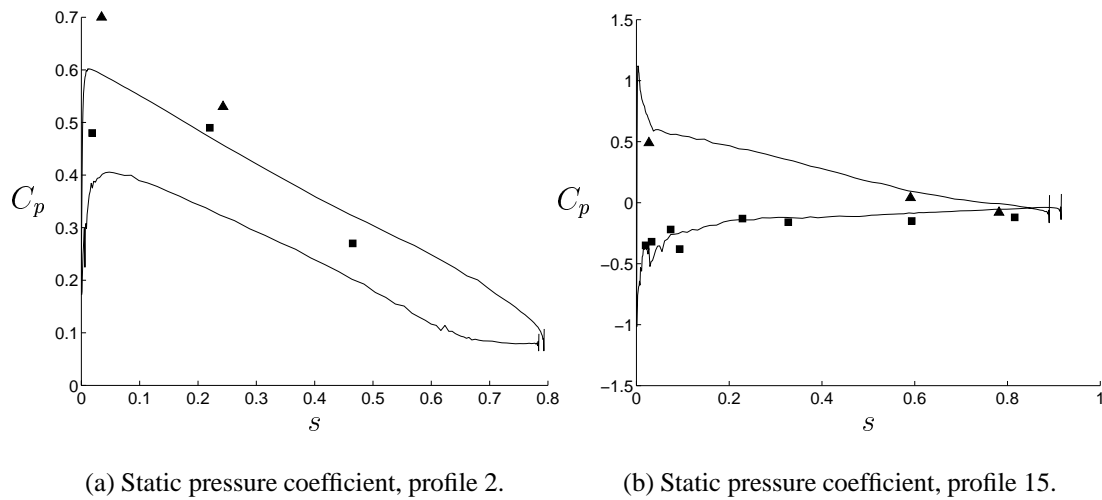 0.7
0.6
0.5
0.4
0.3
0.2
0.1
0
C_p
0 0.1 0.2 0.3 0.4 0.5 0.6 0.7 0.8
s
(a) Static pressure coefficient, profile 2.
1.5
1
0.5
0
−0.5
−1
−1.5
C_p
0 0.2 0.4 0.6 0.8 1
s
(b) Static pressure coefficient, profile 15.